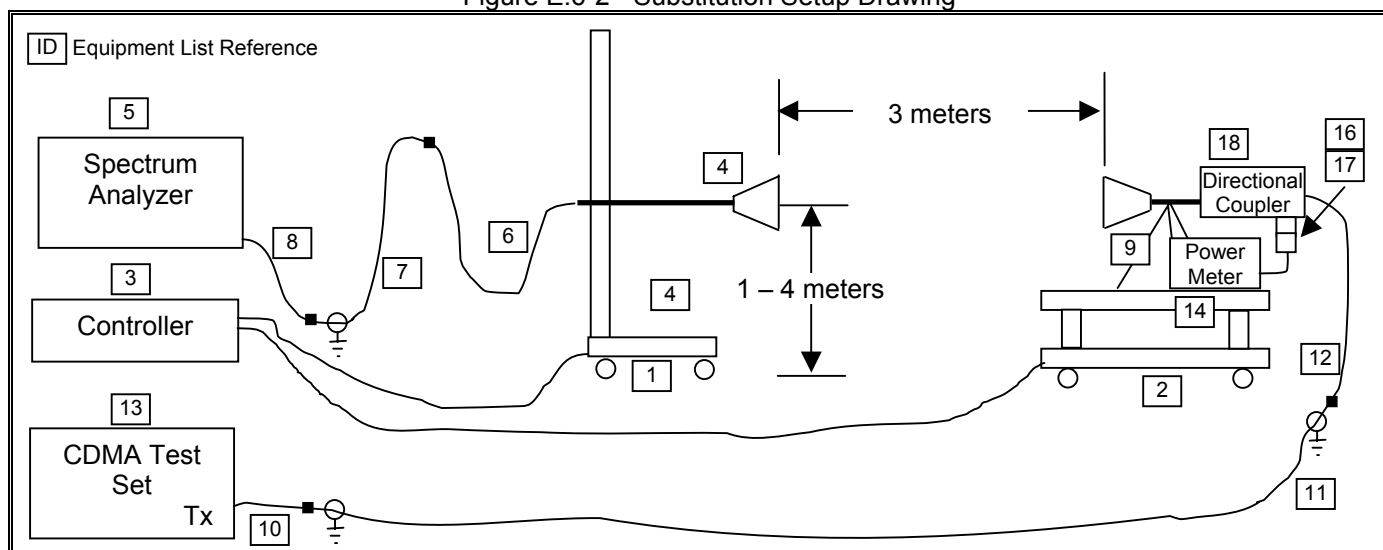 Figure E.6-2 - Substitution Setup Drawing
ID Equipment List Reference
5
Spectrum
Analyzer
8
7
6
4
3 meters
18
16
17
Directional
Coupler
9
Power
Meter
3
Controller
4
1 – 4 meters
14
1
2
12
13
CDMA Test
Set
Tx
10
11